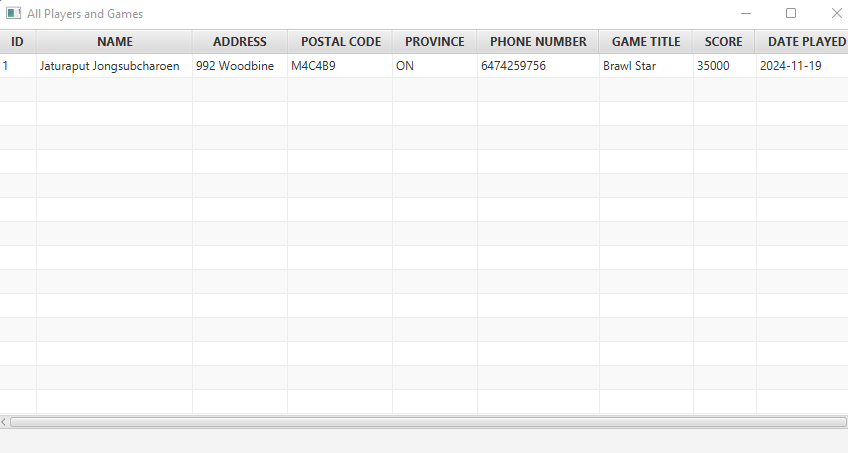 All Players and Games
ID NAME ADDRESS POSTAL CODE PROVINCE PHONE NUMBER GAME TITLE SCORE DATE PLAYED
1 Jaturaput Jongsubcharoen 992 Woodbine M4C4B9 ON 6474259756 Brawl Star 35000 2024-11-19